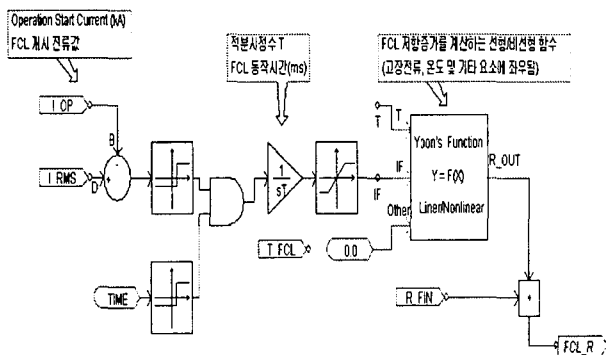 Operation Start Current (kA)
FCL 개시 전류값
적분시정수 T
FCL 동작시간(ms)
FCL 저항증가를 계산하는 선형/비선형 함수
(고장전류, 온도 및 기타 요소에 좌우됨)
I_OP
B
I_RMS
D
-
+
1
sT
T
T
IF
IF
Other
Yoon's Function
Y = F(X)
Liner/Nonlinear
R_OUT
T_FCL
0.0
TIME
R_FIN
FCL_R